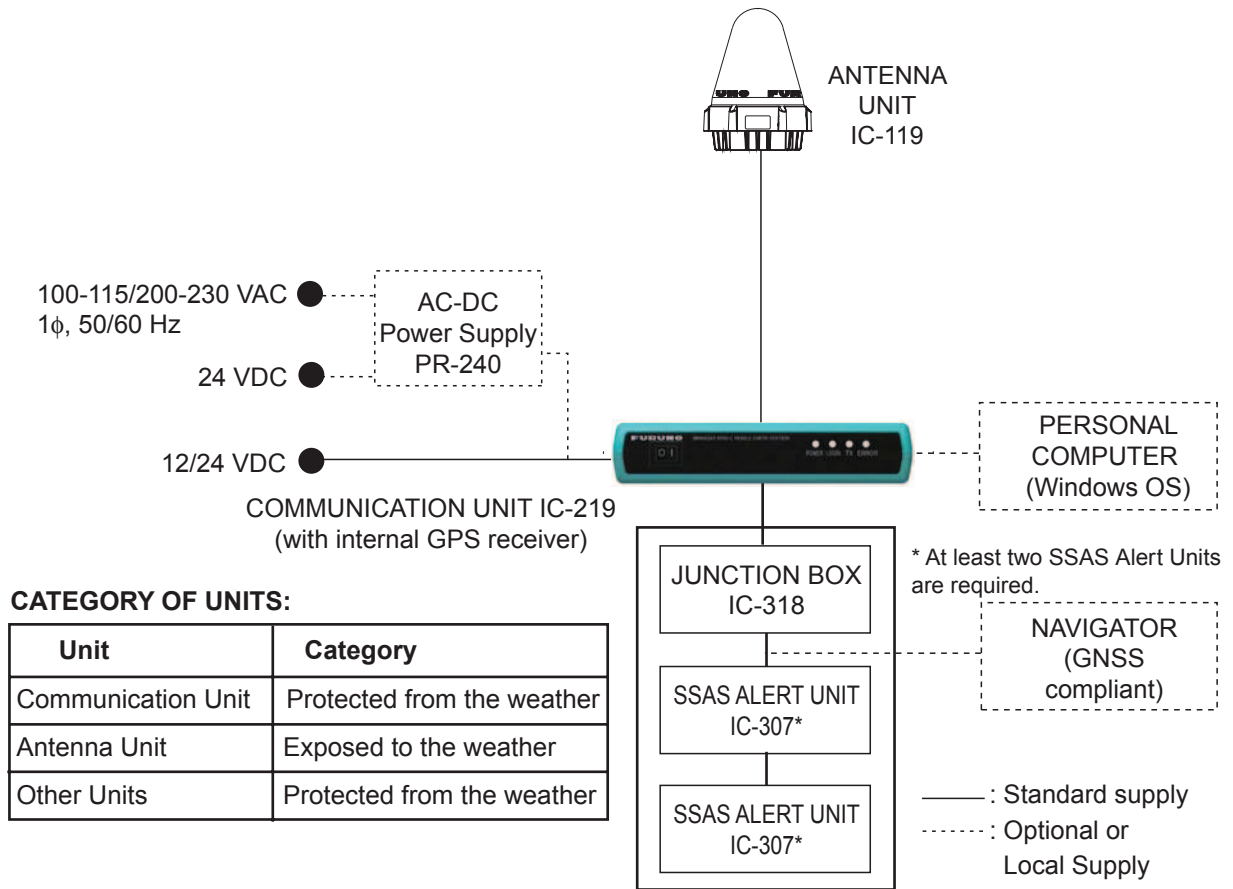 ANTENNA
UNIT
IC-119
100-115/200-230 VAC
1ϕ, 50/60 Hz
24 VDC
AC-DC
Power Supply
PR-240
12/24 VDC
FURUNO
POWER LOGIN TX ERROR
COMMUNICATION UNIT IC-219
(with internal GPS receiver)
PERSONAL
COMPUTER
(Windows OS)
JUNCTION BOX
IC-318
* At least two SSAS Alert Units
are required.
NAVIGATOR
(GNSS
compliant)
SSAS ALERT UNIT
IC-307*
SSAS ALERT UNIT
IC-307*
CATEGORY OF UNITS:
Unit Category
Communication Unit Protected from the weather
Antenna Unit Exposed to the weather
Other Units Protected from the weather
: Standard supply
: Optional or
Local Supply